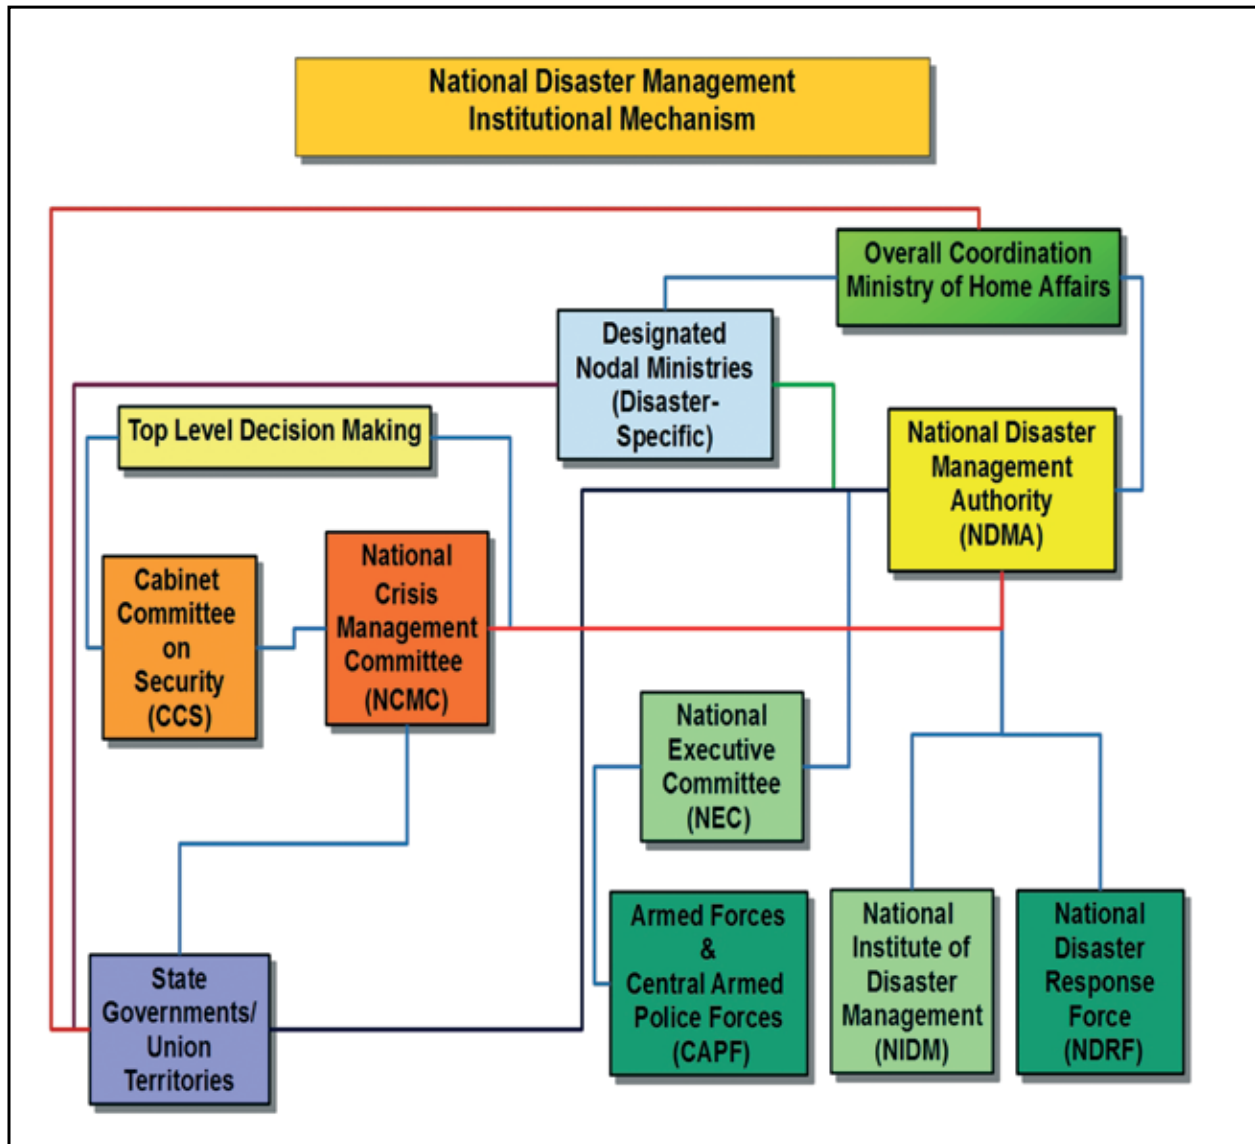 National Disaster Management
Institutional Mechanism
Overall Coordination
Ministry of Home Affairs
Designated
Nodal Ministries
(Disaster-
Specific)
Top Level Decision Making
National Disaster
Management
Authority
(NDMA)
Cabinet
Committee
on
Security
(CCS)
National
Crisis
Management
Committee
(NCMC)
National
Executive
Committee
(NEC)
Armed Forces
&
Central Armed
Police Forces
(CAPF)
National
Institute of
Disaster
Management
(NIDM)
National
Disaster
Response
Force
(NDRF)
State
Governments/
Union
Territories